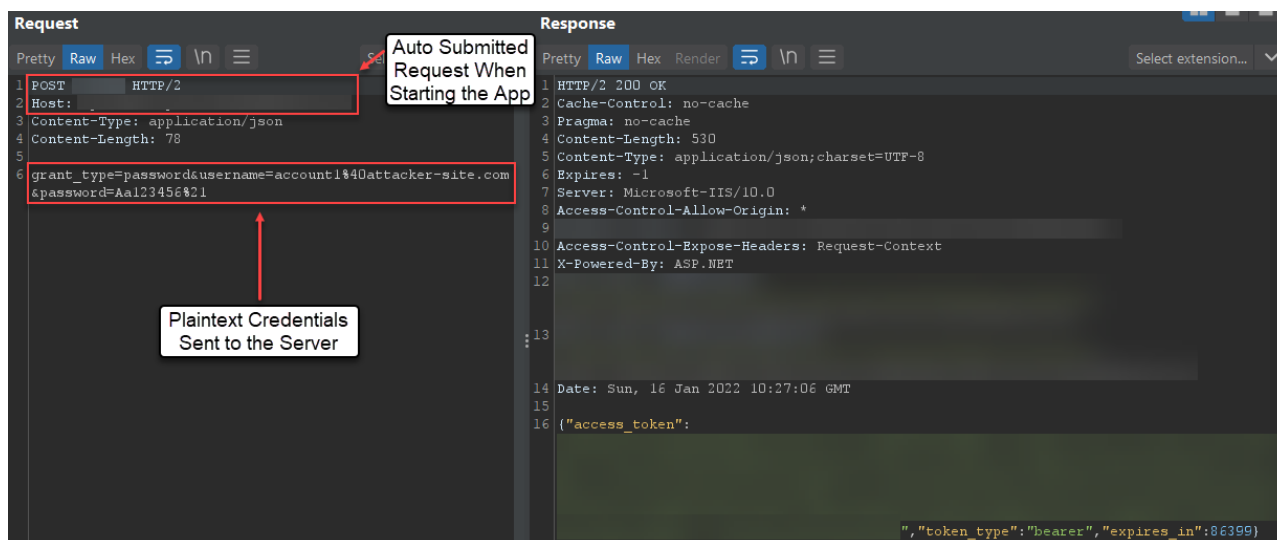 Request
Pretty Raw Hex \n
Auto Submitted
Request When
Starting the App
1 POST HTTP/2
2 Host:
3 Content-Type: application/json
4 Content-Length: 78
5
6 grant_type=password&username=account1%40attacker-site.com
&password=Aa123456%21
Plaintext Credentials
Sent to the Server
Response
Pretty Raw Hex Render \n Select extension...
1 HTTP/2 200 OK
2 Cache-Control: no-cache
3 Pragma: no-cache
4 Content-Length: 530
5 Content-Type: application/json;charset=UTF-8
6 Expires: -1
7 Server: Microsoft-IIS/10.0
8 Access-Control-Allow-Origin: *
9
10 Access-Control-Expose-Headers: Request-Context
11 X-Powered-By: ASP.NET
12
13
14 Date: Sun, 16 Jan 2022 10:27:06 GMT
15
16 {"access_token":
","token_type":"bearer","expires_in":86399}